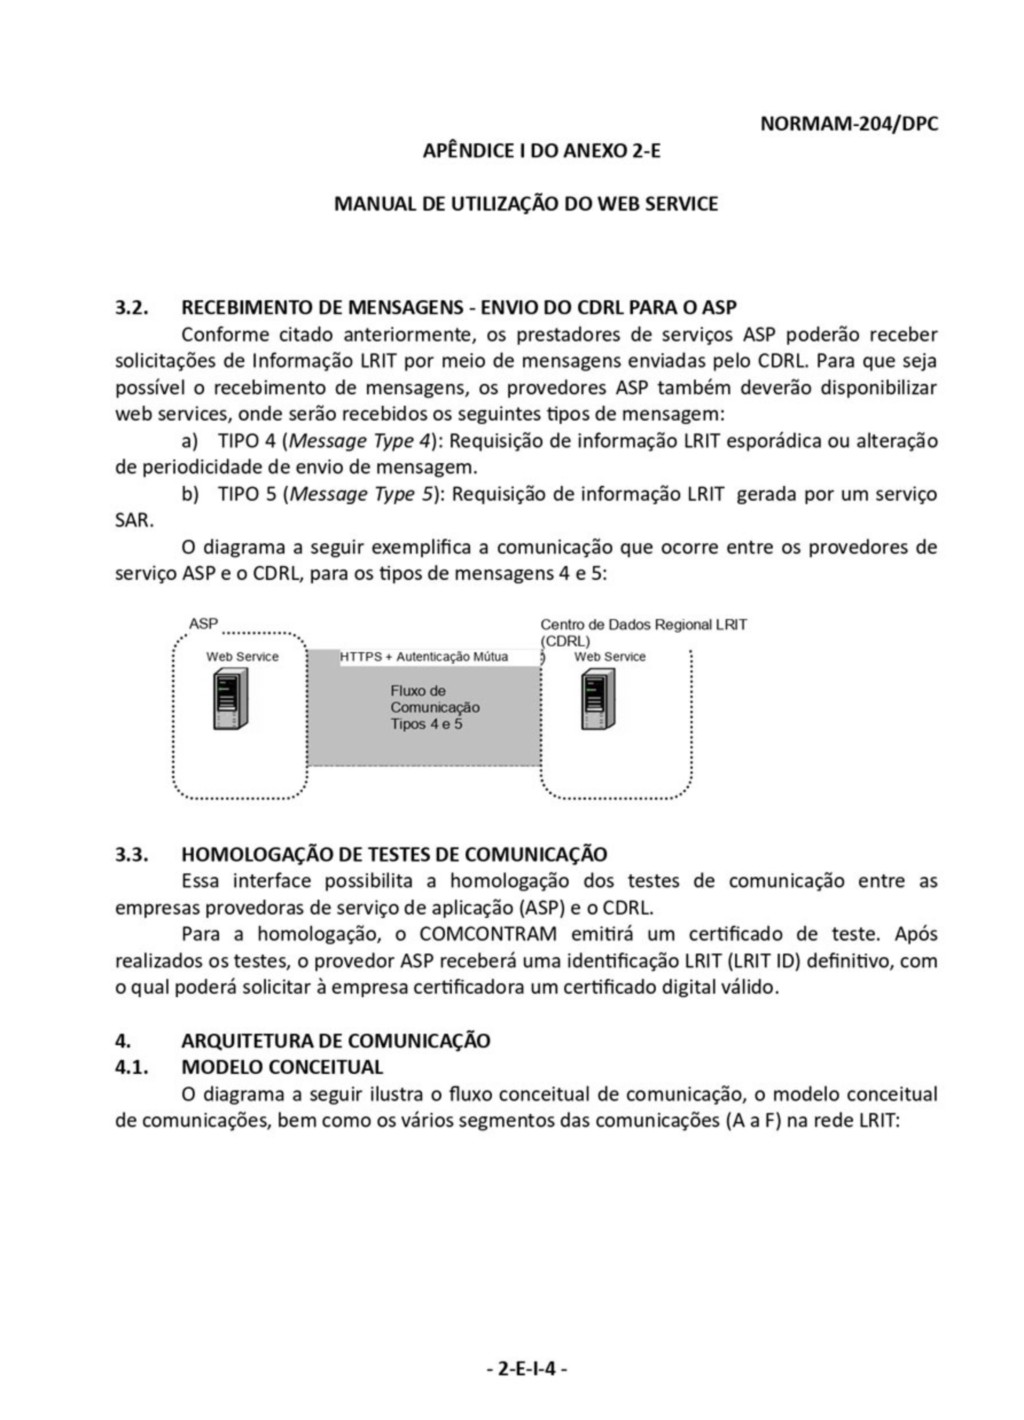 NORMAM-204/DPC
APÊNDICE I DO ANEXO 2-E
MANUAL DE UTILIZAÇÃO DO WEB SERVICE
3.2. RECEBIMENTO DE MENSAGENS - ENVIO DO CDRL PARA O ASP
Conforme citado anteriormente, os prestadores de serviços ASP poderão receber
solicitações de Informação LRIT por meio de mensagens enviadas pelo CDRL. Para que seja
possível o recebimento de mensagens, os provedores ASP também deverão disponibilizar
web services, onde serão recebidos os seguintes tipos de mensagem:
a) TIPO 4 (Message Type 4): Requisição de informação LRIT esporádica ou alteração
de periodicidade de envio de mensagem.
b) TIPO 5 (Message Type 5): Requisição de informação LRIT gerada por um serviço
SAR.
O diagrama a seguir exemplifica a comunicação que ocorre entre os provedores de
serviço ASP e o CDRL, para os tipos de mensagens 4 e 5:
ASP
Centro de Dados Regional LRIT
(CDRL)
Web Service
HTTPS + Autenticação Mútua
)
Web Service
Fluxo de
Comunicação
Tipos 4 e 5
3.3. HOMOLOGAÇÃO DE TESTES DE COMUNICAÇÃO
Essa interface possibilita a homologação dos testes de comunicação entre as
empresas provedoras de serviço de aplicação (ASP) e o CDRL.
Para a homologação, o COMCONTRAM emitirá um certificado de teste. Após
realizados os testes, o provedor ASP receberá uma identificação LRIT (LRIT ID) definitivo, com
o qual poderá solicitar à empresa certificadora um certificado digital válido.
4. ARQUITETURA DE COMUNICAÇÃO
4.1. MODELO CONCEITUAL
O diagrama a seguir ilustra o fluxo conceitual de comunicação, o modelo conceitual
de comunicações, bem como os vários segmentos das comunicações (A a F) na rede LRIT:
- 2-E-I-4 -